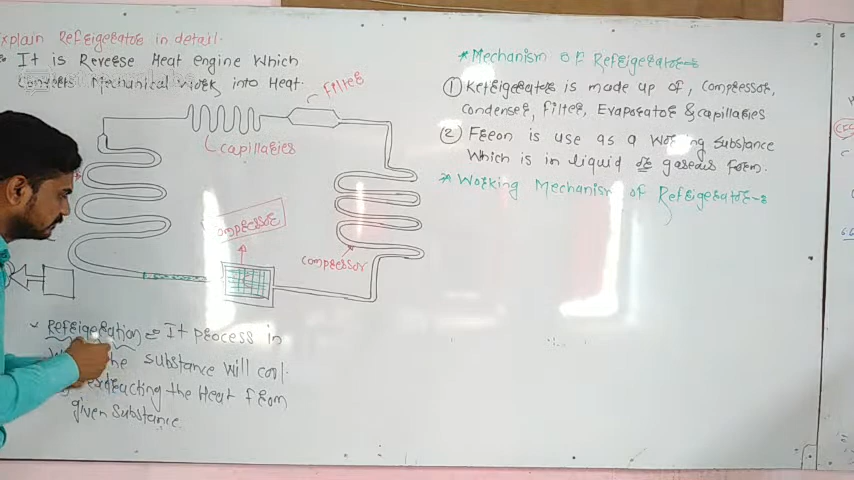 Explain Refrigerator in detail.
It is Reverse Heat engine Which
Converts Mechanical Work into Heat.
Filter
Capillaries
Compressor
Compressor
Refrigeration = It process in
the substance will cool
extracting the Heat from
given Substance.
*Mechanism of Refrigerator
① Refrigerator is made up of, Compressor,
Condenser, Filter, Evaporator & capillaries
② Freon is use as a Working Substance
Which is in liquid or gaseous form.
* Working Mechanism of Refrigerator